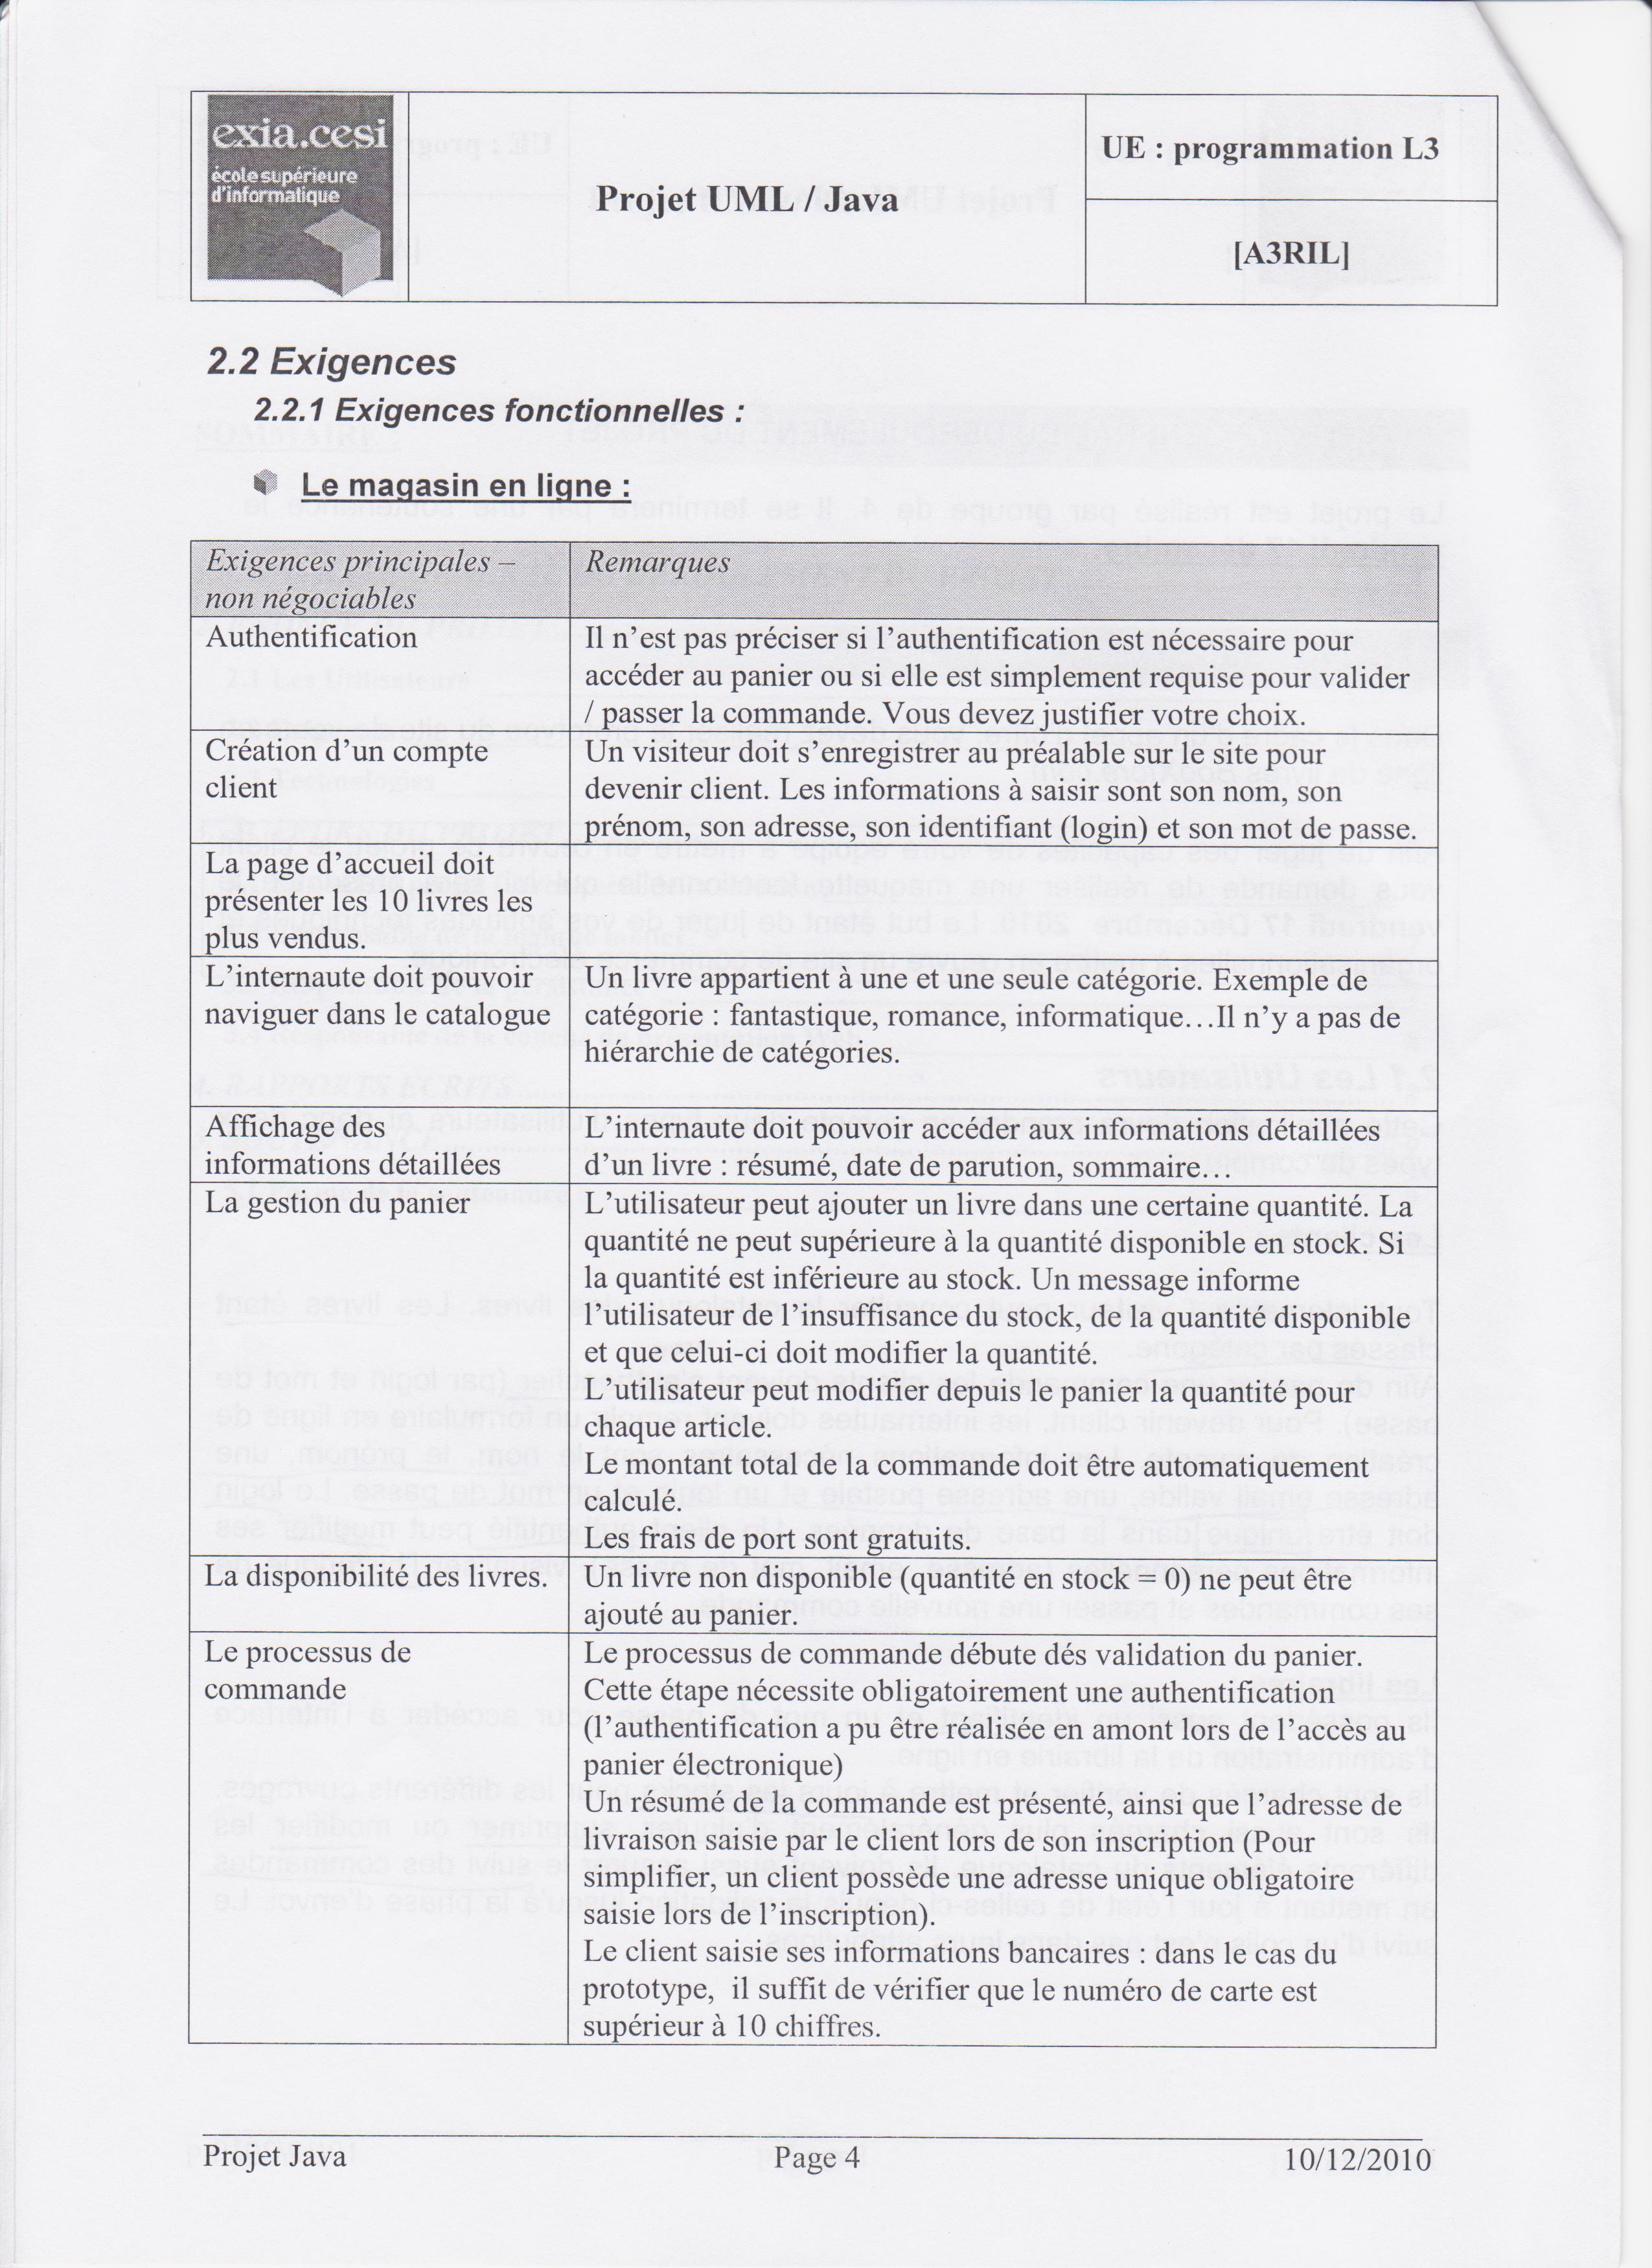 exia.cesi
école supérieure
d'informatique
Projet UML / Java
UE : programmation L3
[A3RIL]
2.2 Exigences
2.2.1 Exigences fonctionnelles :
Le magasin en ligne :
Exigences principales –
non négociables
Remarques
Authentification
Il n'est pas préciser si l'authentification est nécessaire pour
accéder au panier ou si elle est simplement requise pour valider
/ passer la commande. Vous devez justifier votre choix.
Création d'un compte
client
Un visiteur doit s'enregistrer au préalable sur le site pour
devenir client. Les informations à saisir sont son nom, son
prénom, son adresse, son identifiant (login) et son mot de passe.
La page d'accueil doit
présenter les 10 livres les
plus vendus.
L'internaute doit pouvoir
naviguer dans le catalogue
Un livre appartient à une et une seule catégorie. Exemple de
catégorie : fantastique, romance, informatique…Il n'y a pas de
hiérarchie de catégories.
Affichage des
informations détaillées
L'internaute doit pouvoir accéder aux informations détaillées
d'un livre : résumé, date de parution, sommaire…
La gestion du panier
L'utilisateur peut ajouter un livre dans une certaine quantité. La
quantité ne peut supérieure à la quantité disponible en stock. Si
la quantité est inférieure au stock. Un message informe
l'utilisateur de l'insuffisance du stock, de la quantité disponible
et que celui-ci doit modifier la quantité.
L'utilisateur peut modifier depuis le panier la quantité pour
chaque article.
Le montant total de la commande doit être automatiquement
calculé.
Les frais de port sont gratuits.
La disponibilité des livres.
Un livre non disponible (quantité en stock = 0) ne peut être
ajouté au panier.
Le processus de
commande
Le processus de commande débute dés validation du panier.
Cette étape nécessite obligatoirement une authentification
(l'authentification a pu être réalisée en amont lors de l'accès au
panier électronique)
Un résumé de la commande est présenté, ainsi que l'adresse de
livraison saisie par le client lors de son inscription (Pour
simplifier, un client possède une adresse unique obligatoire
saisie lors de l'inscription).
Le client saisie ses informations bancaires : dans le cas du
prototype, il suffit de vérifier que le numéro de carte est
supérieur à 10 chiffres.
Projet Java
Page 4
10/12/2010